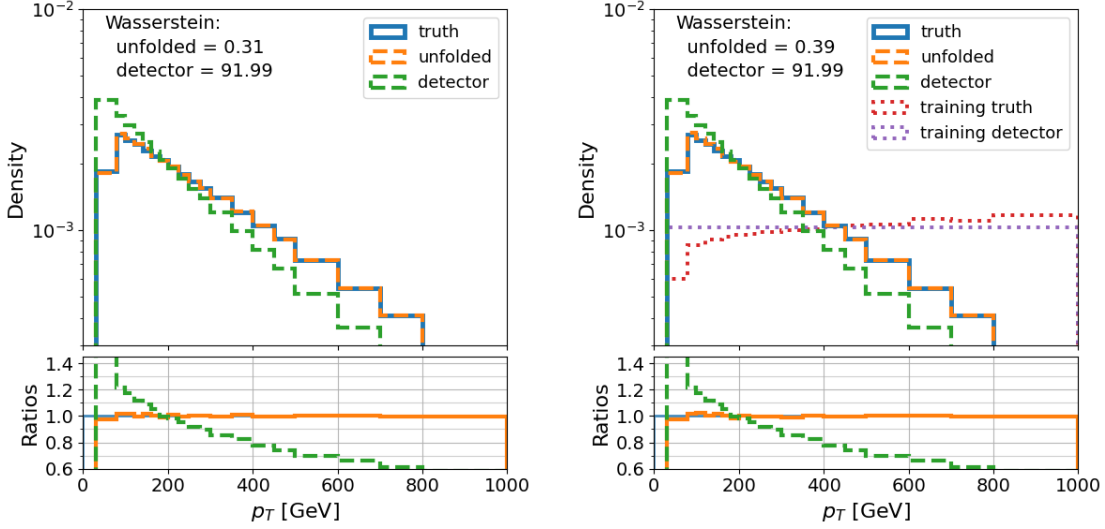 10⁻²
Wasserstein:
unfolded = 0.31
detector = 91.99
truth
unfolded
detector
Density
10⁻³
1.4
1.2
1.0
0.8
0.6
Ratios
0 200 400 600 800 1000
p_T [GeV]
10⁻²
Wasserstein:
unfolded = 0.39
detector = 91.99
truth
unfolded
detector
training truth
training detector
Density
10⁻³
1.4
1.2
1.0
0.8
0.6
Ratios
0 200 400 600 800 1000
p_T [GeV]